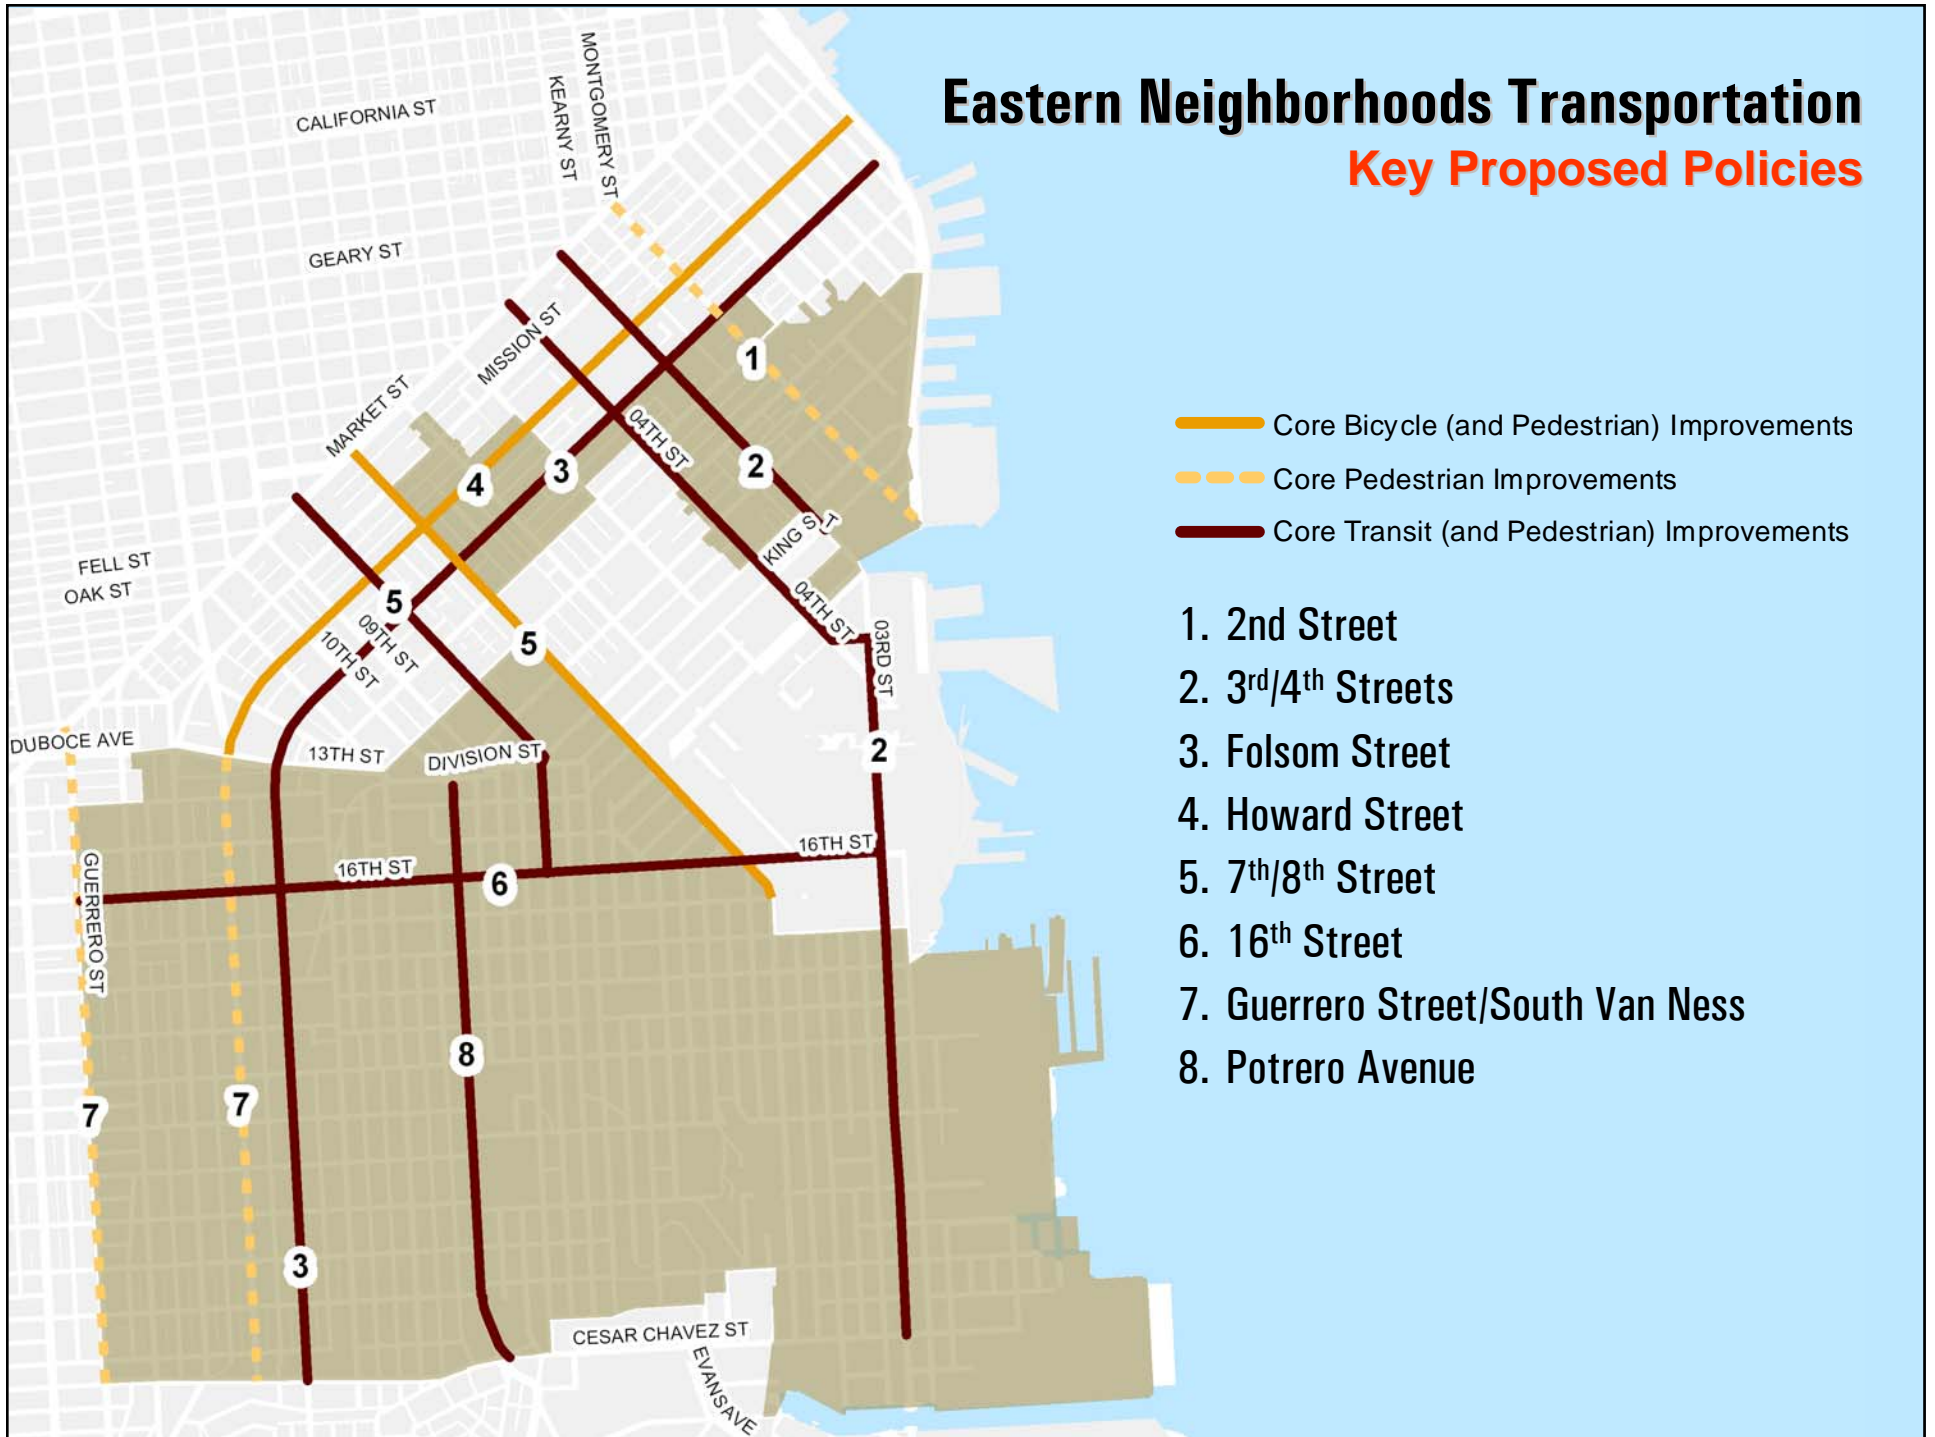 Eastern Neighborhoods Transportation
Key Proposed Policies
Core Bicycle (and Pedestrian) Improvements
Core Pedestrian Improvements
Core Transit (and Pedestrian) Improvements
1. 2nd Street
2. 3rd/4th Streets
3. Folsom Street
4. Howard Street
5. 7th/8th Street
6. 16th Street
7. Guerrero Street/South Van Ness
8. Potrero Avenue
MONTGOMERY ST
KEARNY ST
CALIFORNIA ST
GEARY ST
MISSION ST
MARKET ST
1
04TH ST
2
3
4
KING ST
FELL ST
OAK ST
04TH ST
5
09TH ST
10TH ST
5
03RD ST
DUBOCE AVE
13TH ST
DIVISION ST
2
16TH ST
16TH ST
6
GUERRERO ST
8
7
7
3
CESAR CHAVEZ ST
EVANS AVE